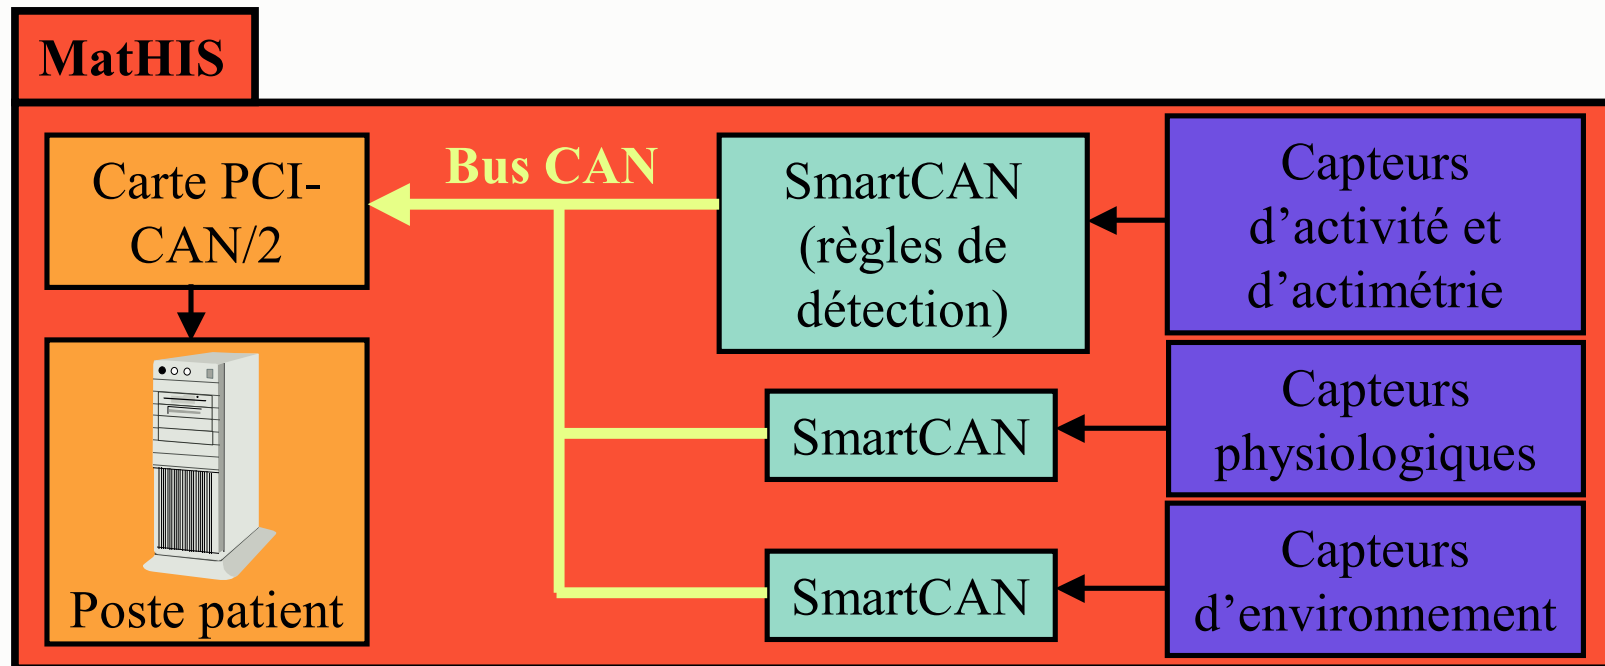 MatHIS
Carte PCI-
CAN/2
Bus CAN
SmartCAN
(règles de
détection)
Capteurs
d’activité et
d’actimétrie
SmartCAN
Capteurs
physiologiques
SmartCAN
Capteurs
d’environnement
Poste patient